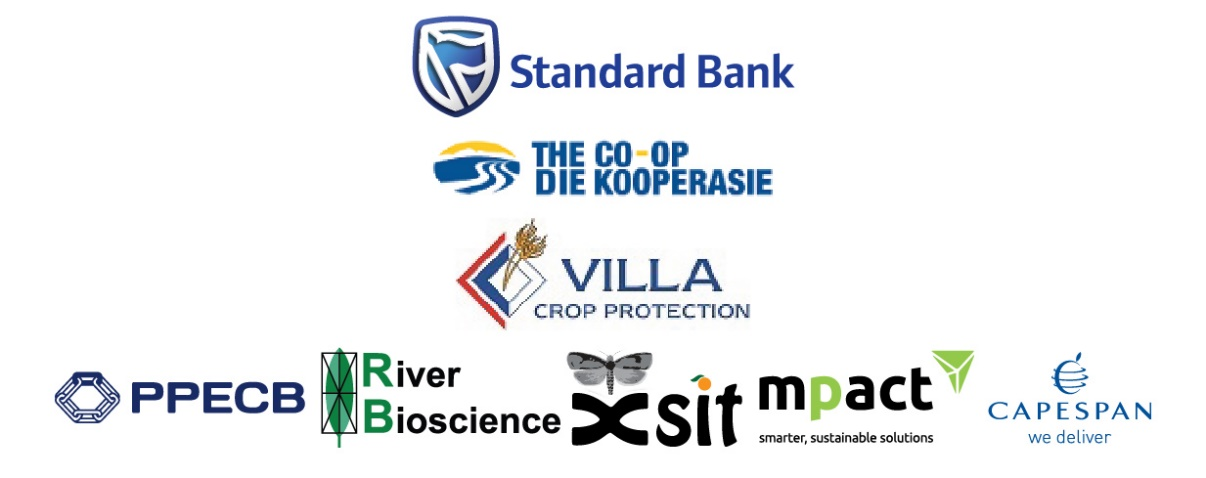 Standard Bank
THE CO-OP
DIE KOOPERASIE
VILLA
CROP PROTECTION
PPECB
River
Bioscience
Xsit
mpact
smarter, sustainable solutions
CAPESPAN
we deliver